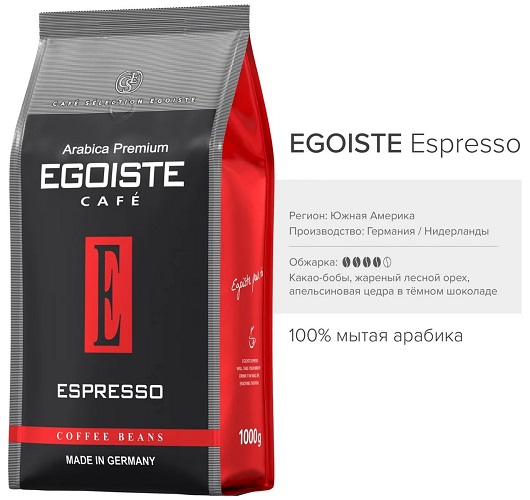 CAFÉ SÉLECTION EGOISTE
Arabica Premium
EGOISTE
CAFÉ
E
ESPRESSO
COFFEE BEANS
MADE IN GERMANY
1000g
EGOISTE Espresso
Регион: Южная Америка
Производство: Германия / Нидерланды
Обжарка:
Какао-бобы, жареный лесной орех,
апельсиновая цедра в тёмном шоколаде
100% мытая арабика